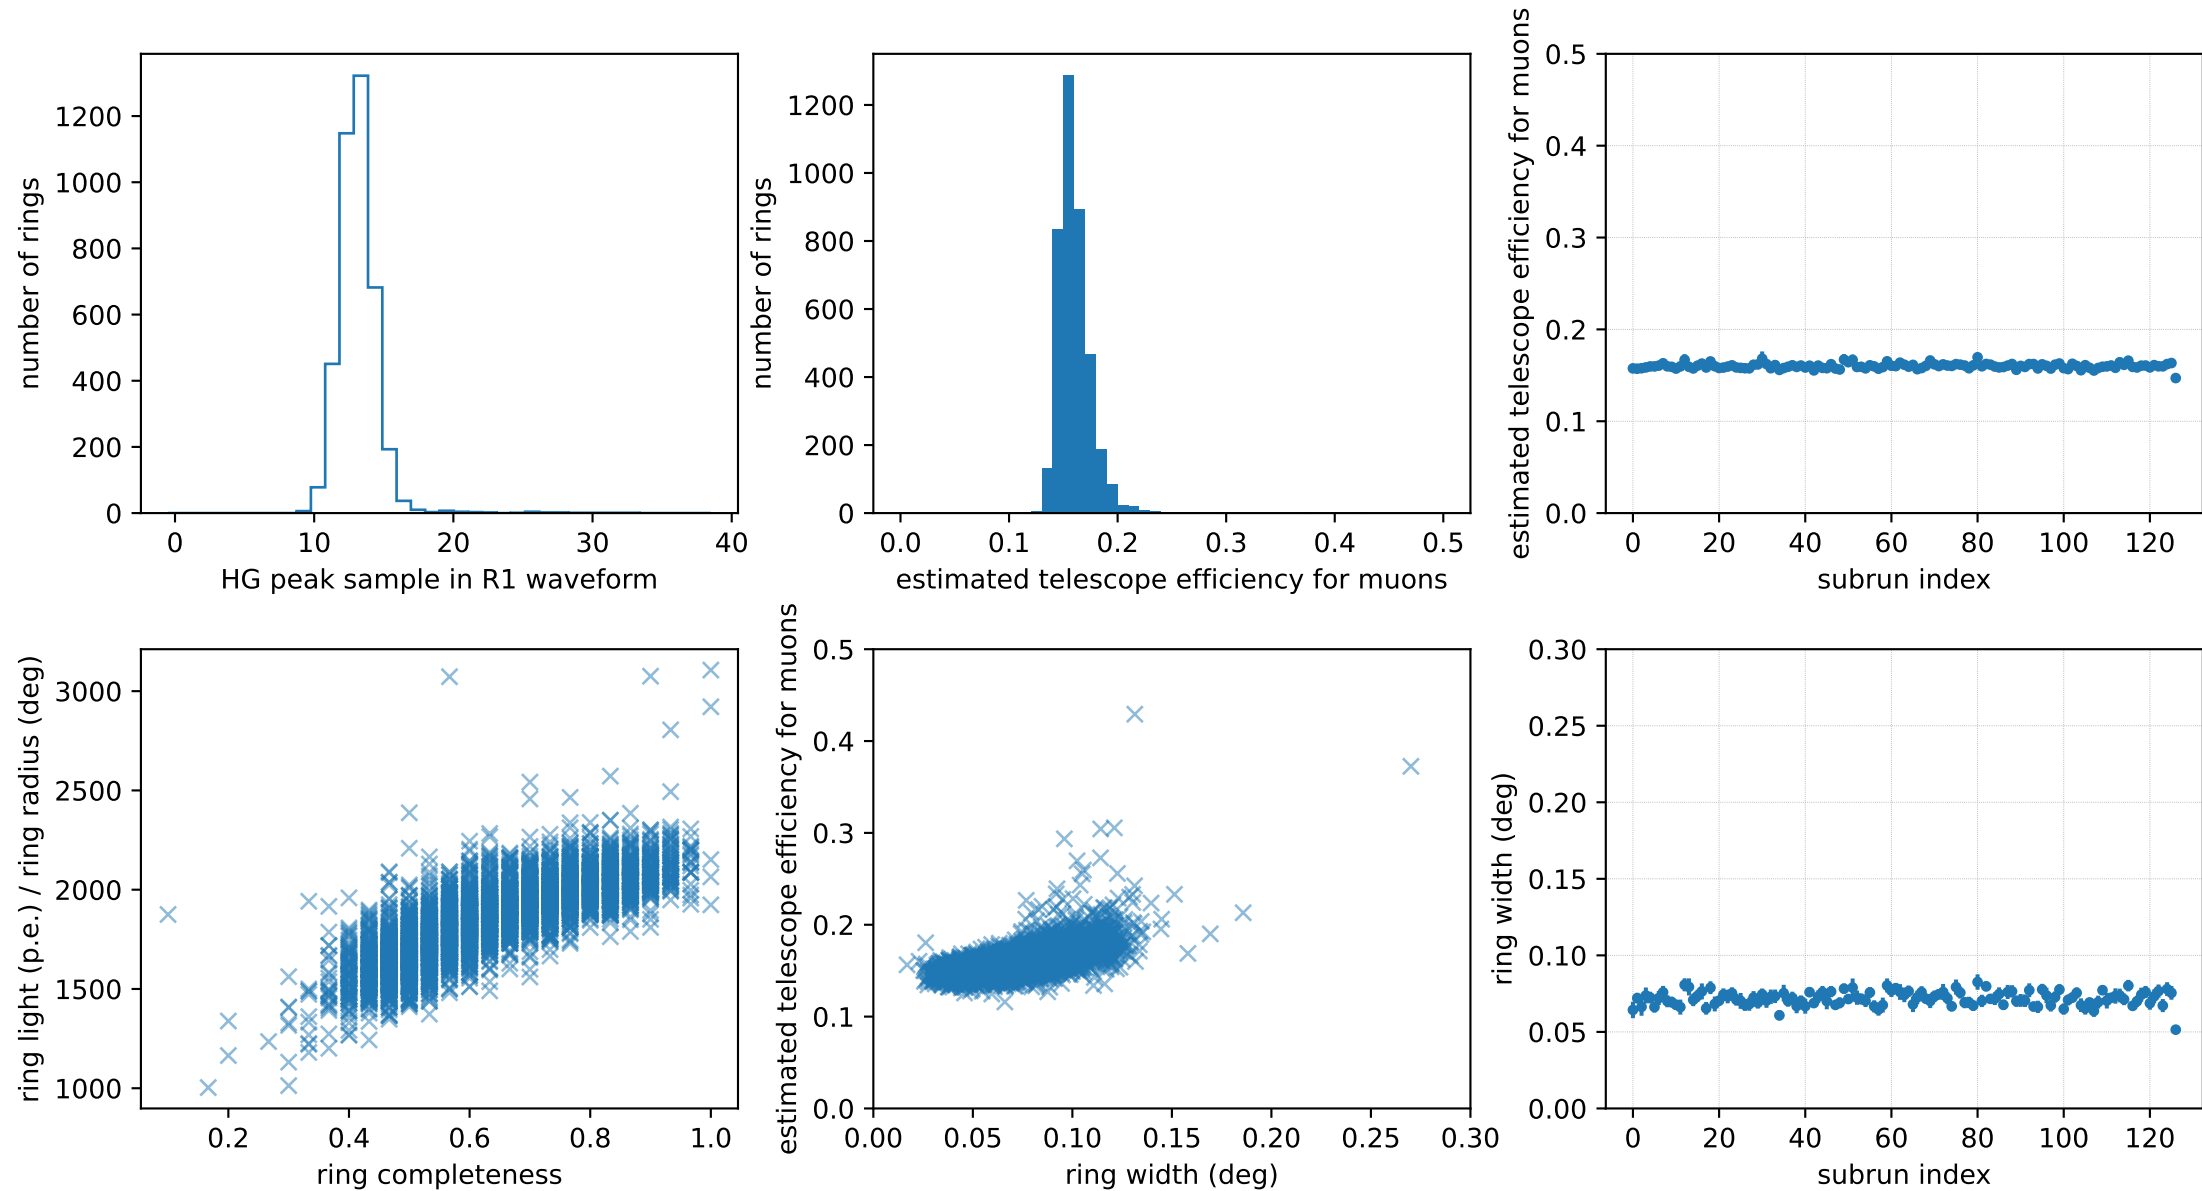 number of rings
1200
1000
800
600
400
200
0
0 10 20 30 40
HG peak sample in R1 waveform
number of rings
1200
1000
800
600
400
200
0
0.0 0.1 0.2 0.3 0.4 0.5
estimated telescope efficiency for muons
estimated telescope efficiency for muons
0.5
0.4
0.3
0.2
0.1
0.0
0 20 40 60 80 100 120
subrun index
ring light (p.e.) / ring radius (deg)
3000
2500
2000
1500
1000
0.2 0.4 0.6 0.8 1.0
ring completeness
estimated telescope efficiency for muons
0.5
0.4
0.3
0.2
0.1
0.0
0.00 0.05 0.10 0.15 0.20 0.25 0.30
ring width (deg)
ring width (deg)
0.30
0.25
0.20
0.15
0.10
0.05
0.00
0 20 40 60 80 100 120
subrun index